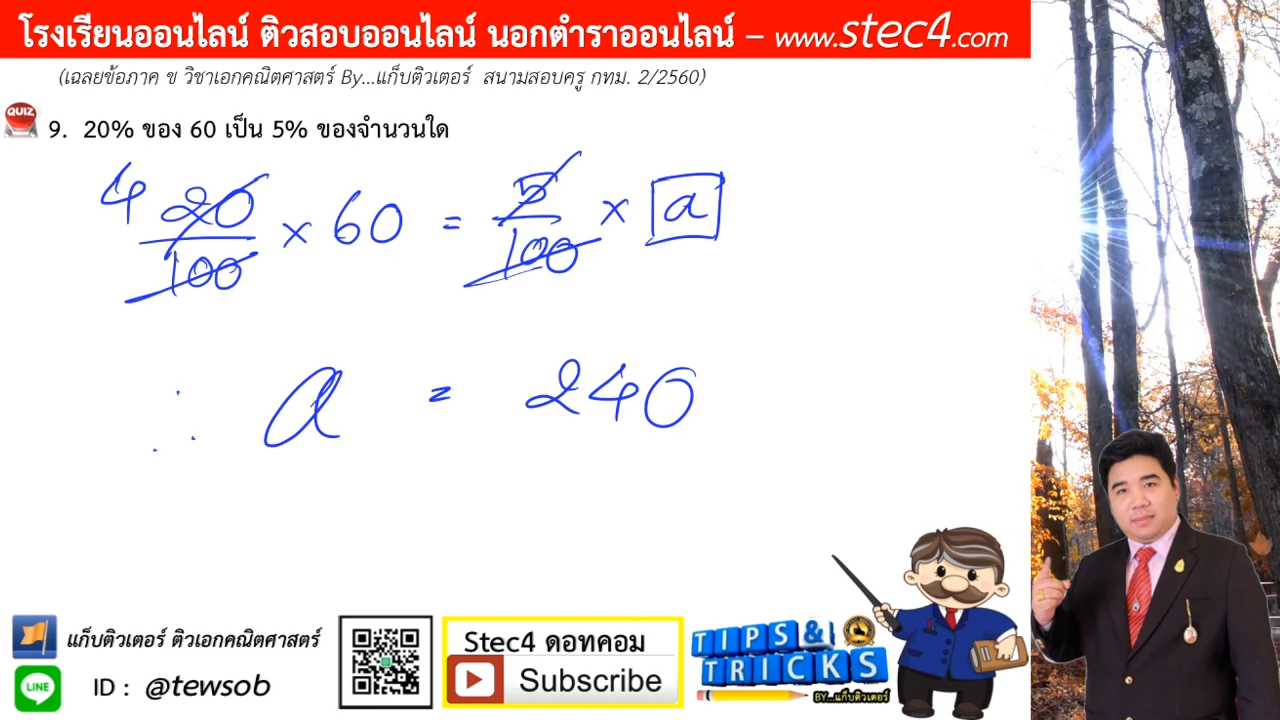 โรงเรียนออนไลน์ ติวสอบออนไลน์ นอกตำราออนไลน์ – www.stec4.com
(เฉลยข้อภาค ข วิชาเอกคณิตศาสตร์ By...แก็บติวเตอร์ สนามสอบครู กทม. 2/2560)
QUIZ
9. 20% ของ 60 เป็น 5% ของจำนวนใด
4 20/100 × 60 = 5/100 × a
∴ a = 240
แก็บติวเตอร์ ติวเอกคณิตศาสตร์
LINE
ID : @tewsob
Stec4 ดอทคอม
Subscribe
TIPS &
TRICKS
BY...แก็บติวเตอร์